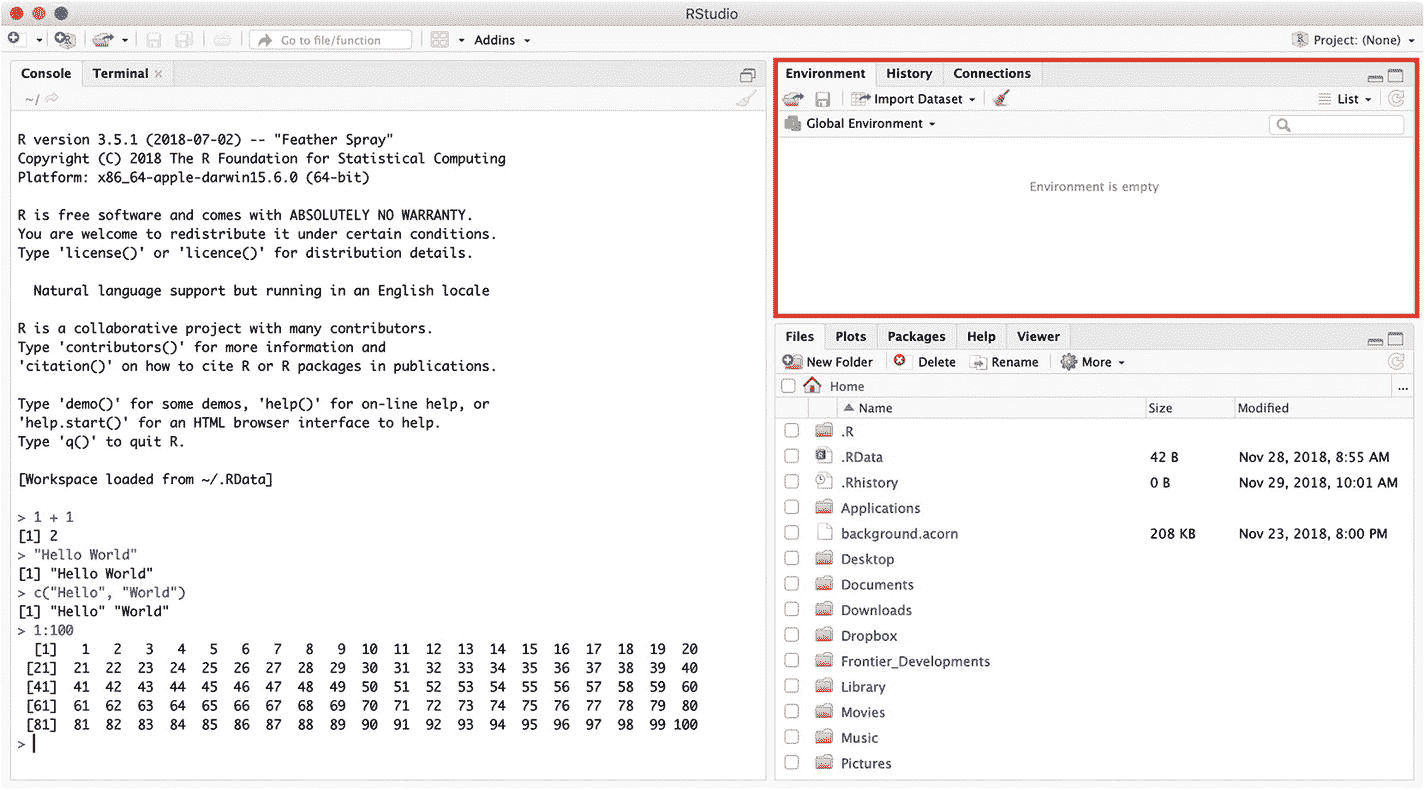 RStudio
Go to file/function
Addins
Project: (None)
Console Terminal
~/
R version 3.5.1 (2018-07-02) -- "Feather Spray"
Copyright (C) 2018 The R Foundation for Statistical Computing
Platform: x86_64-apple-darwin15.6.0 (64-bit)
R is free software and comes with ABSOLUTELY NO WARRANTY.
You are welcome to redistribute it under certain conditions.
Type 'license()' or 'licence()' for distribution details.
Natural language support but running in an English locale
R is a collaborative project with many contributors.
Type 'contributors()' for more information and
'citation()' on how to cite R or R packages in publications.
Type 'demo()' for some demos, 'help()' for on-line help, or
'help.start()' for an HTML browser interface to help.
Type 'q()' to quit R.
[Workspace loaded from ~/.RData]
> 1 + 1
[1] 2
> "Hello World"
[1] "Hello World"
> c("Hello", "World")
[1] "Hello" "World"
> 1:100
[1] 1 2 3 4 5 6 7 8 9 10 11 12 13 14 15 16 17 18 19 20
[21] 21 22 23 24 25 26 27 28 29 30 31 32 33 34 35 36 37 38 39 40
[41] 41 42 43 44 45 46 47 48 49 50 51 52 53 54 55 56 57 58 59 60
[61] 61 62 63 64 65 66 67 68 69 70 71 72 73 74 75 76 77 78 79 80
[81] 81 82 83 84 85 86 87 88 89 90 91 92 93 94 95 96 97 98 99 100
>
Environment History Connections
Import Dataset
List
Global Environment
Environment is empty
Files Plots Packages Help Viewer
New Folder Delete Rename More
Home ...
Name Size Modified
.R
.RData 42 B Nov 28, 2018, 8:55 AM
.Rhistory 0 B Nov 29, 2018, 10:01 AM
Applications
background.acorn 208 KB Nov 23, 2018, 8:00 PM
Desktop
Documents
Downloads
Dropbox
Frontier_Developments
Library
Movies
Music
Pictures